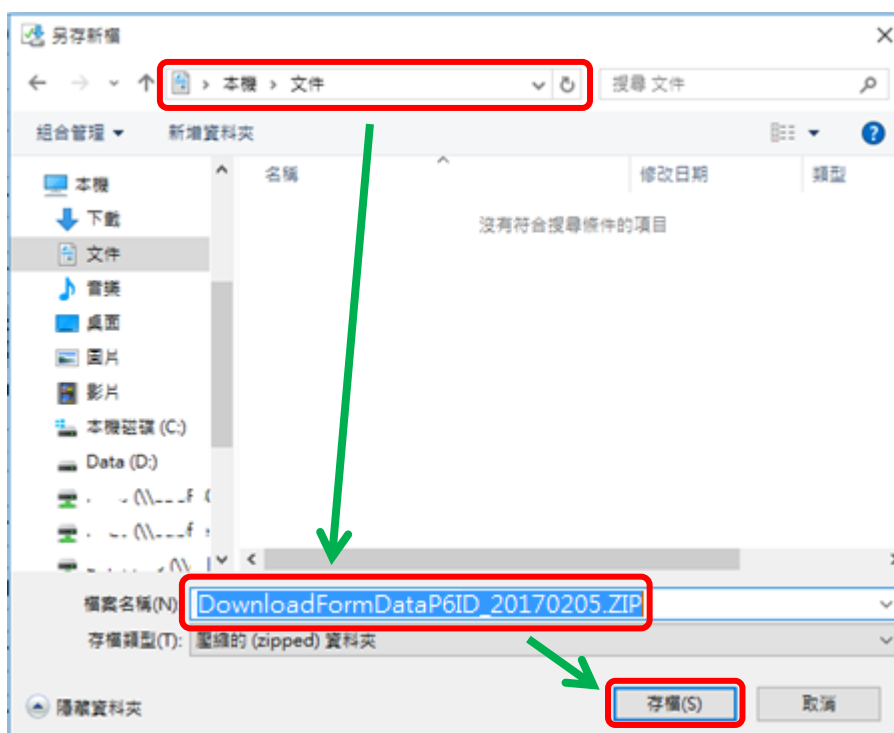 另存新檔
本機 › 文件
搜尋 文件
組合管理
新增資料夾
名稱
修改日期
類型
沒有符合搜尋條件的項目
本機
下載
文件
音樂
桌面
圖片
影片
本機磁碟 (C:)
Data (D:)
檔案名稱(N)
DownloadFormDataP6ID_20170205.ZIP
存檔類型(T):
壓縮的 (zipped) 資料夾
隱藏資料夾
存檔(S)
取消